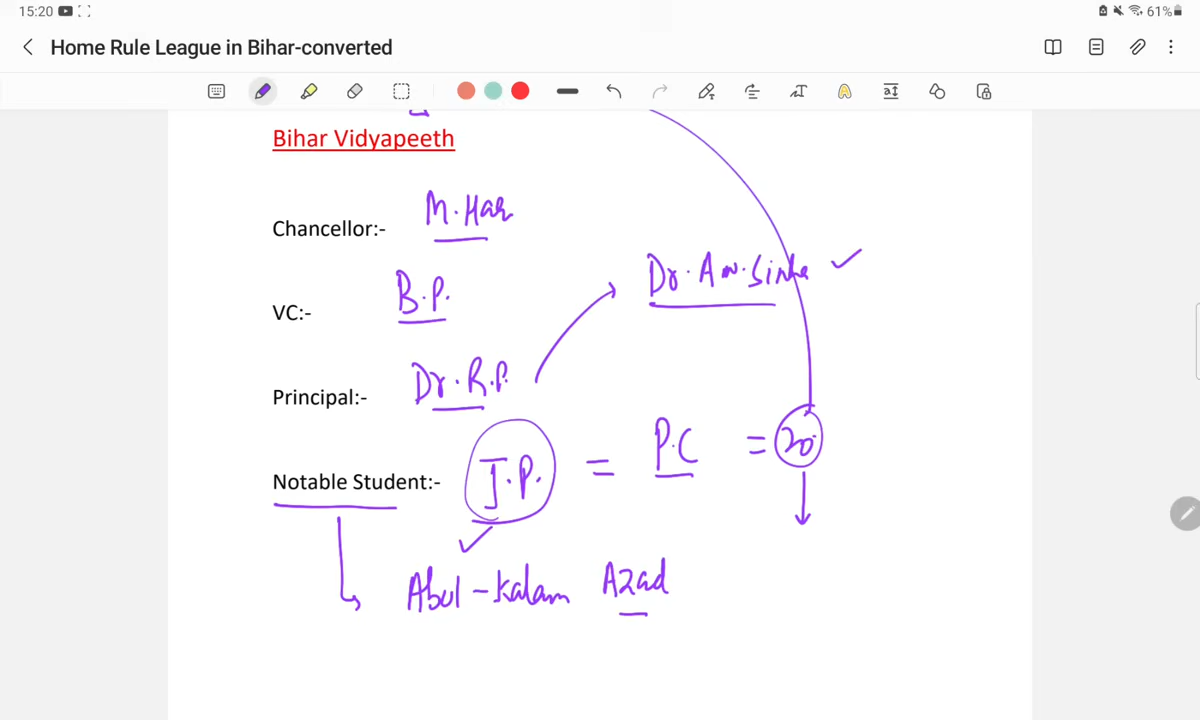 15:20 61%
Home Rule League in Bihar-converted
Bihar Vidyapeeth
Chancellor:- M. Haq
VC:- B.P.
Dr. A N. Sinha
Principal:- Dr. R.P.
Notable Student:- J.P. = P.C = 20
Abul-Kalam Azad